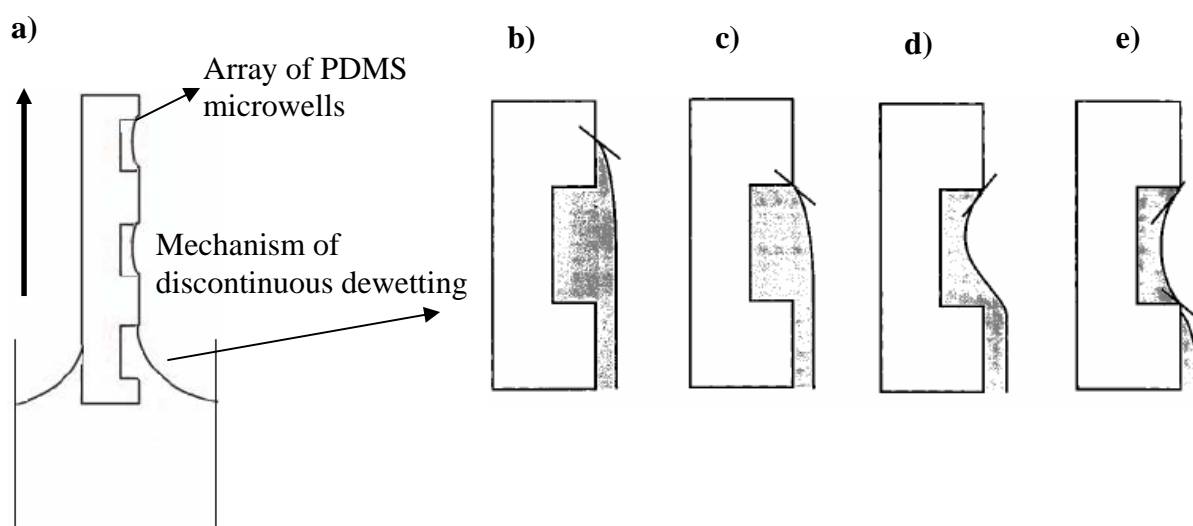 a)
Array of PDMS
microwells
Mechanism of
discontinuous dewetting
b)
c)
d)
e)